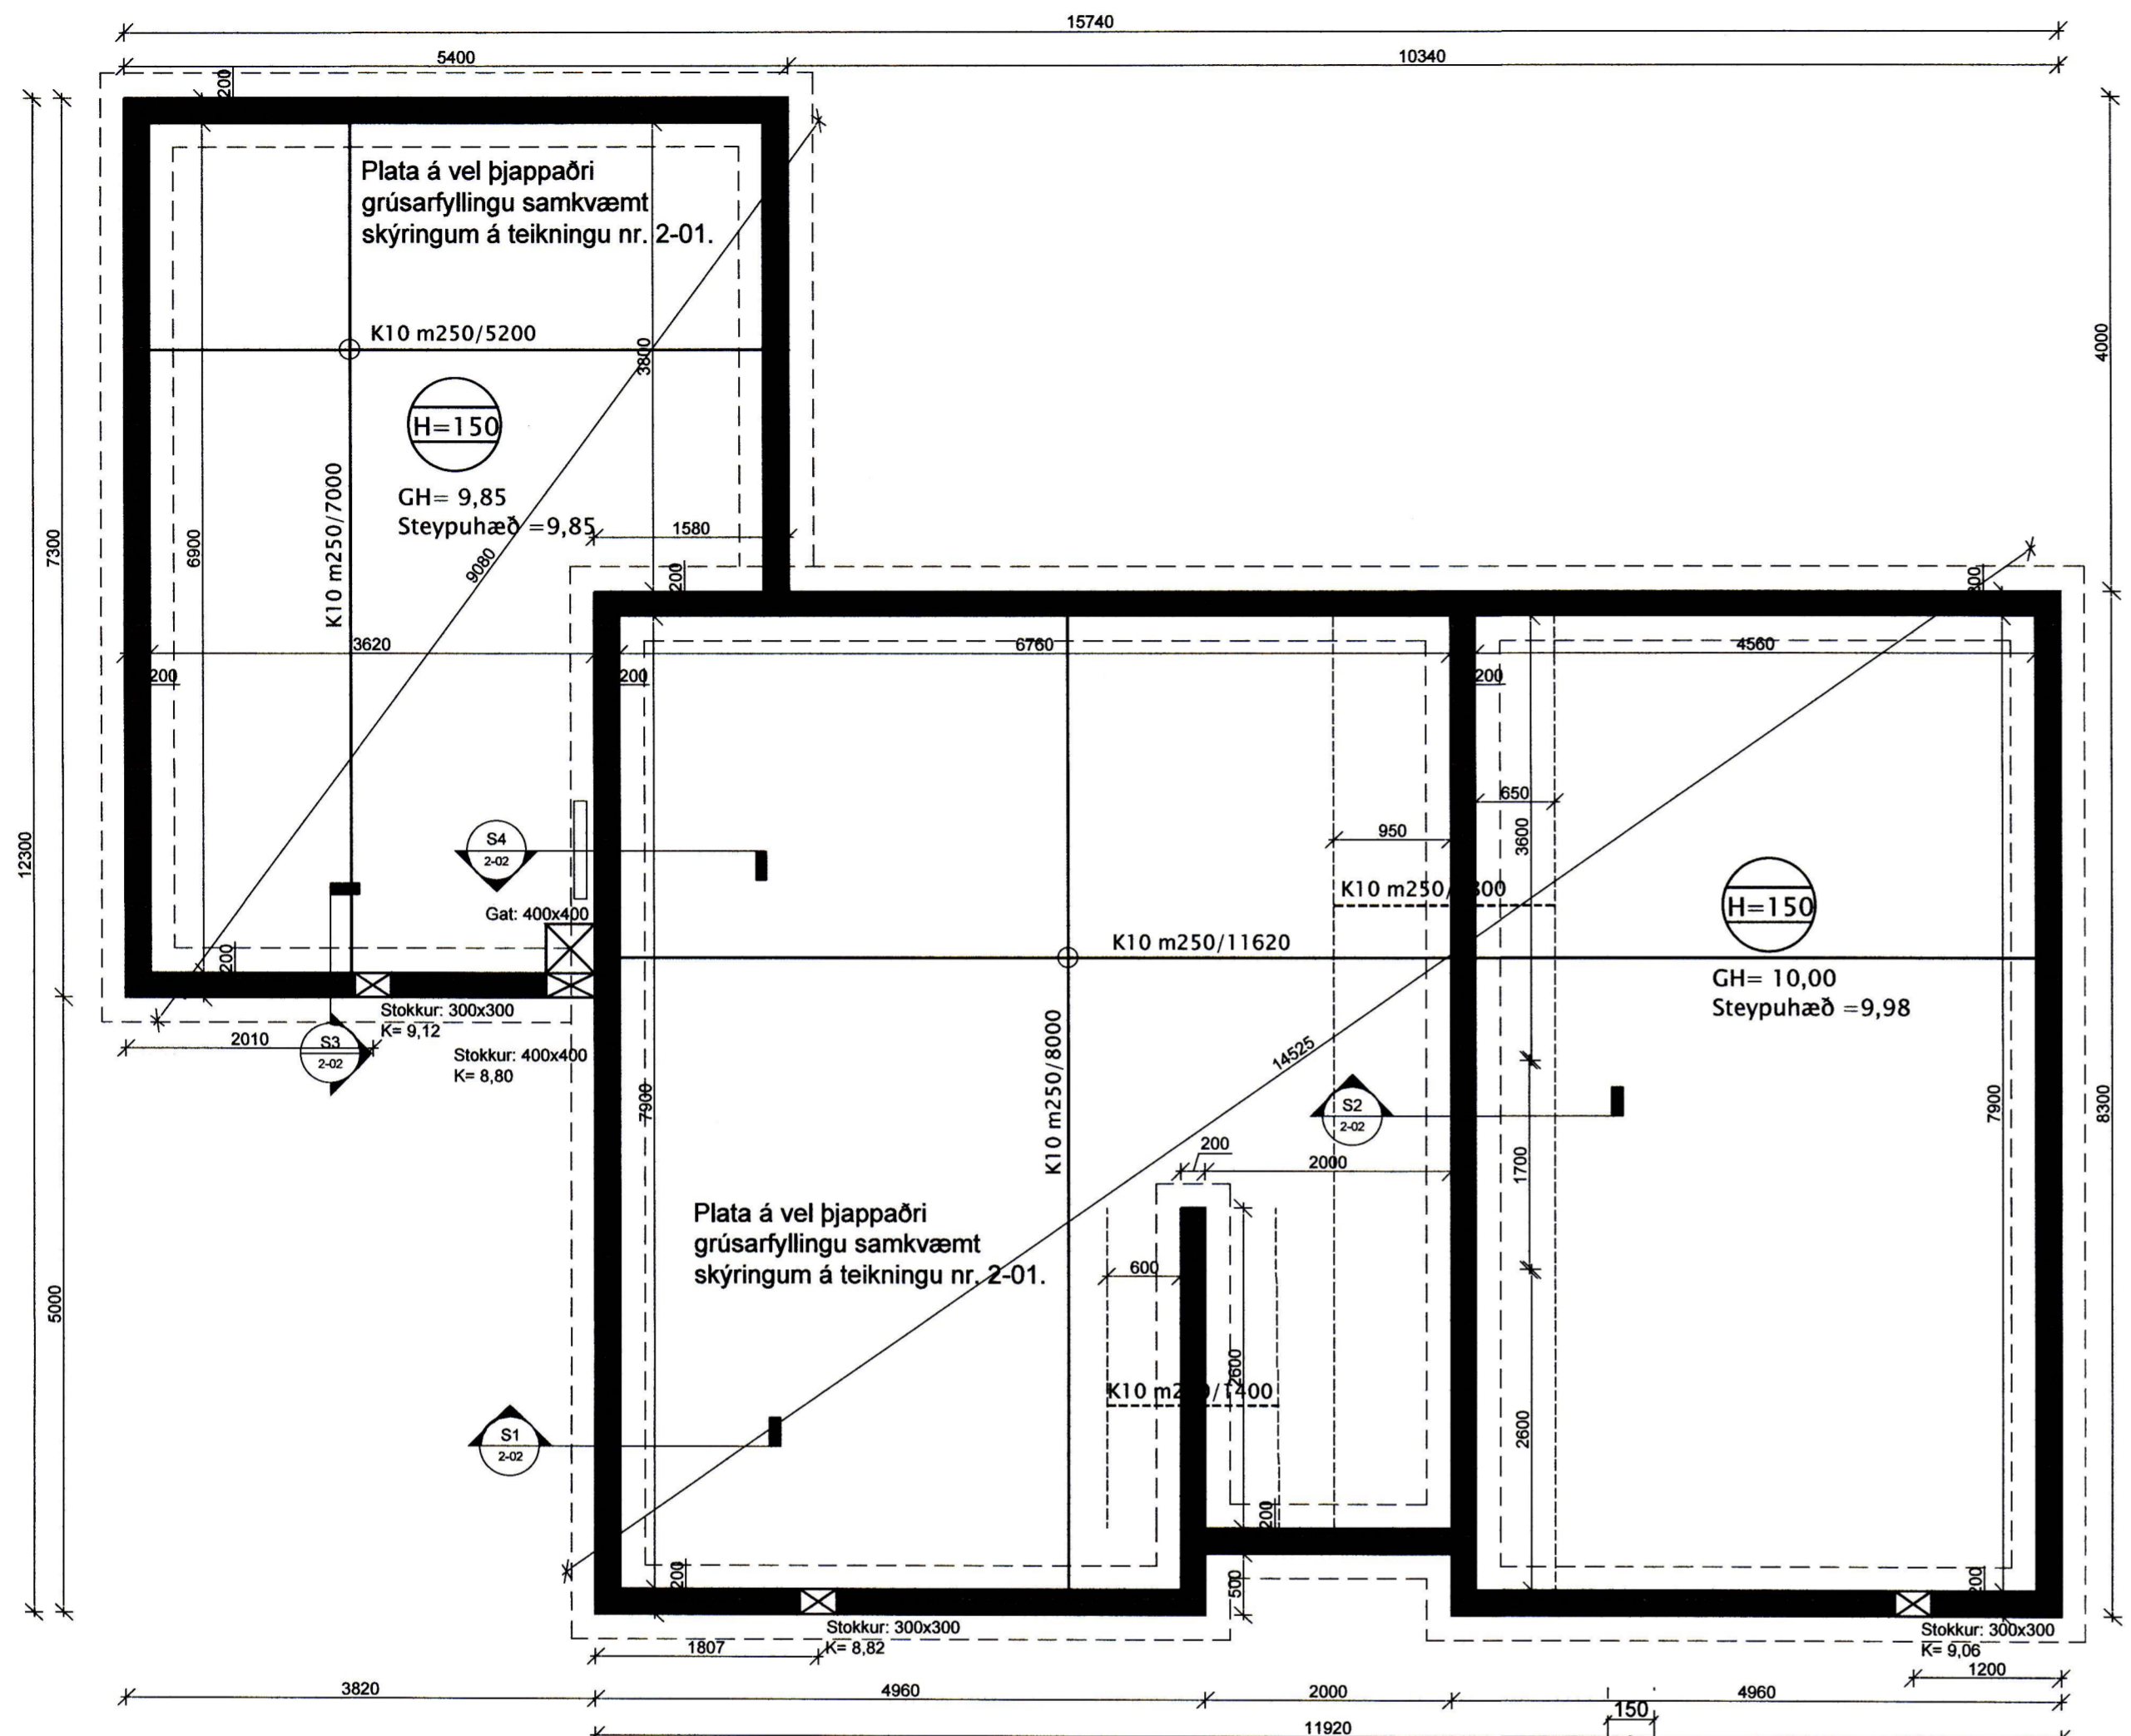 15740
5400
10340
200
Plata á vel þjappaðri
grúsarfyllingu samkvæmt
skýringum á teikningu nr. 2-01.
K10 m250/5200
3800
4000
H=150
GH= 9,85
Steypuhæð =9,85
K10 m250/7000
6900
7300
9080
1580
200
3620
200
6760
200
4560
200
12300
650
950
3600
S4
2-02
K10 m250/
H=150
Gat: 400x400
K10 m250/11620
200
GH= 10,00
Steypuhæð =9,98
Stokkur: 300x300
K= 9,12
2010
S3
2-02
Stokkur: 400x400
K= 8,80
14525
K10 m250/8000
7900
S2
2-02
7900
8300
200
2000
1700
Plata á vel þjappaðri
grúsarfyllingu samkvæmt
skýringum á teikningu nr. 2-01.
600
5000
2600
2600
S1
2-02
200
200
500
Stokkur: 300x300
K= 8,82
1807
Stokkur: 300x300
K= 9,06
1200
3820
4960
2000
4960
150
11920